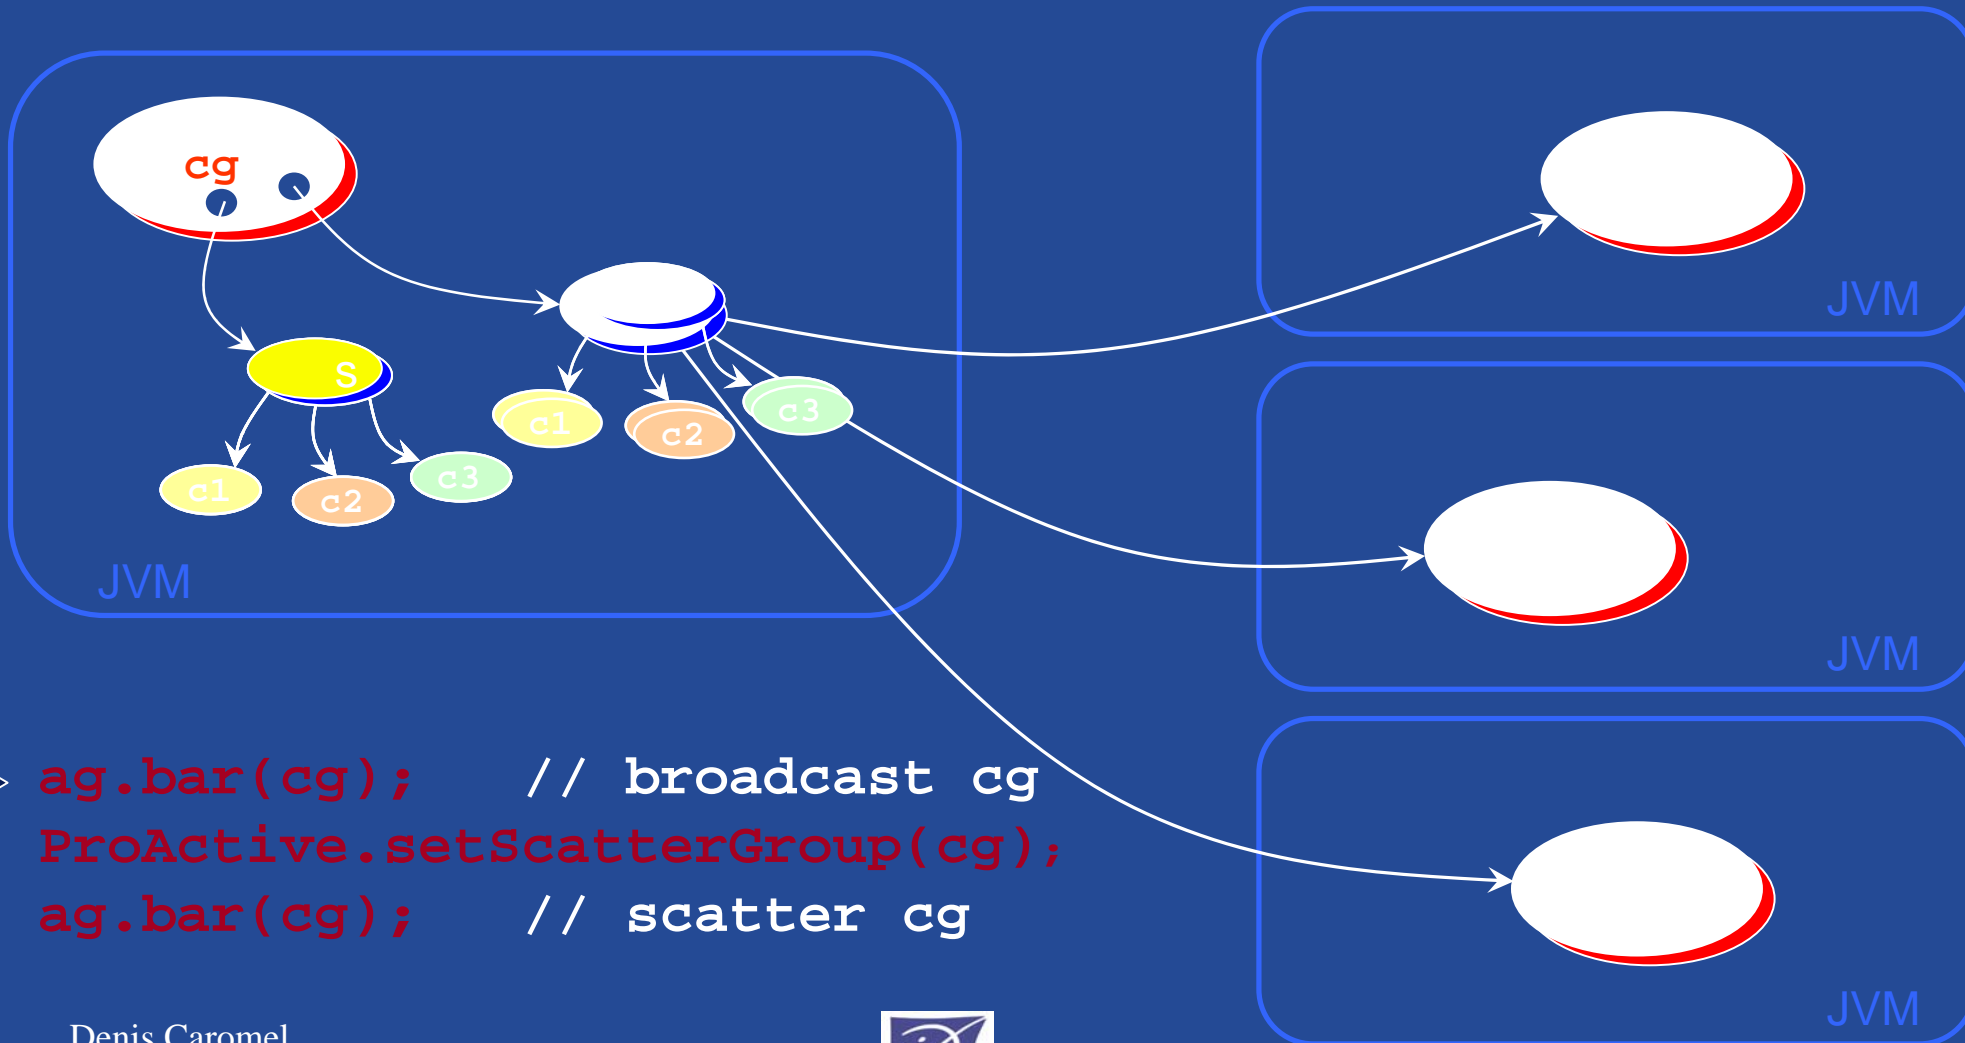 cg
JVM
s
c1
c2
c3
c1
c2
c3
JVM
JVM
ag.bar(cg); // broadcast cg
ProActive.setScatterGroup(cg);
ag.bar(cg); // scatter cg
JVM
Denis Caromel